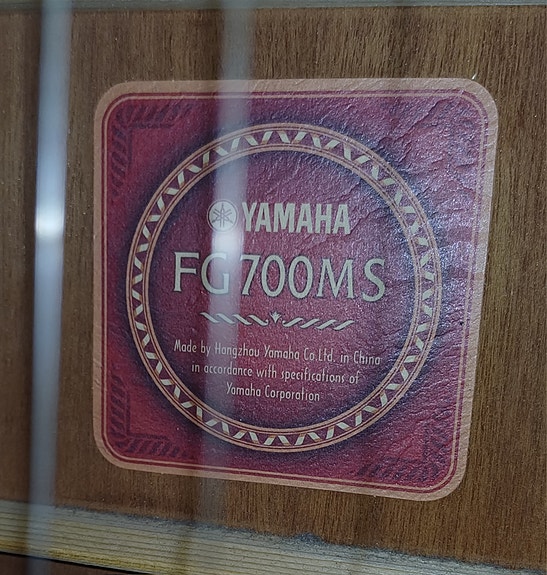 YAMAHA
FG700MS
Made by Hangzhou Yamaha Co.Ltd. in China
in accordance with specifications of
Yamaha Corporation